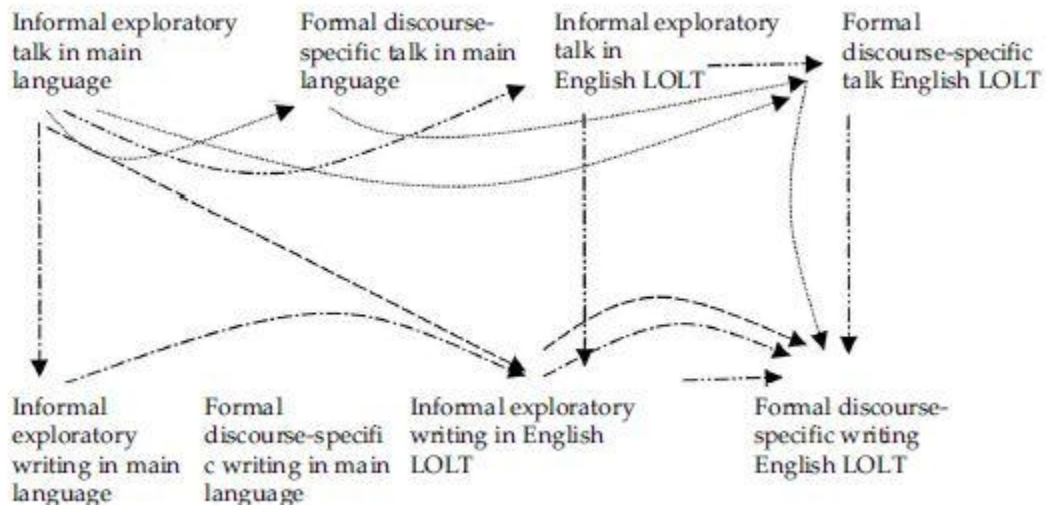 Informal exploratory
talk in main
language
Formal discourse-
specific talk in main
language
Informal exploratory
talk in
English LOLT
Formal
discourse-specific
talk English LOLT
Informal
exploratory
writing in main
language
Formal
discourse-specifi
c writing in main
language
Informal exploratory
writing in English
LOLT
Formal discourse-
specific writing
English LOLT